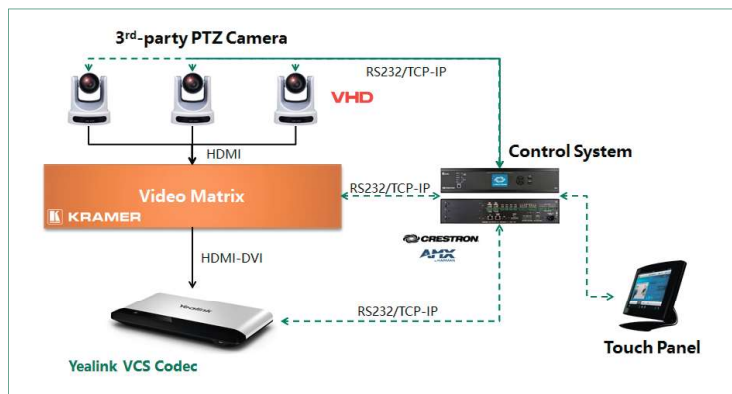 3rd-party PTZ Camera
RS232/TCP-IP
VHD
HDMI
Control System
Video Matrix
RS232/TCP-IP
KRAMER
CRESTRON
AMX
HDMI-DVI
Yealink
RS232/TCP-IP
Touch Panel
Yealink VCS Codec